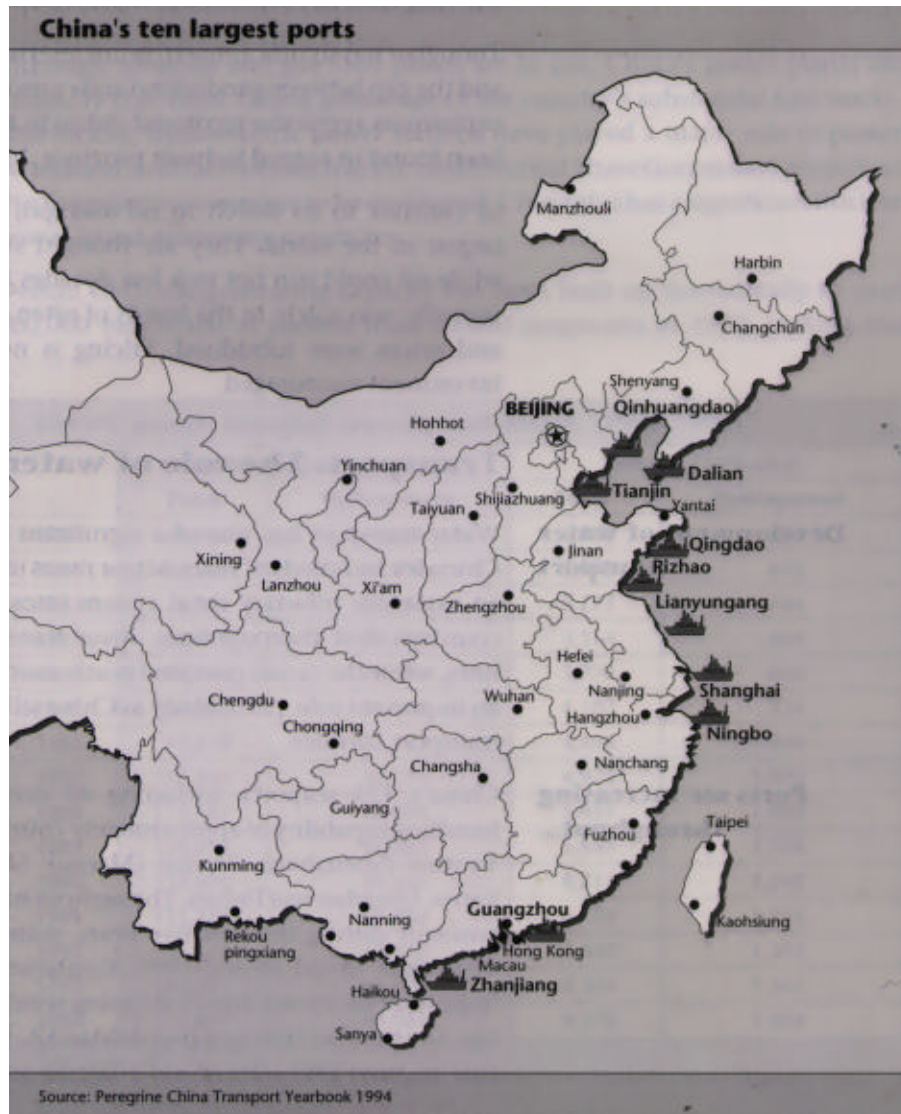 China's ten largest ports
Manzhouli
Harbin
Changchun
Shenyang
BEIJING
Qinhuangdao
Hohhot
Yinchuan
Dalian
Tianjin
Shijiazhuang
Taiyuan
Yantai
Qingdao
Jinan
Xining
Rizhao
Lanzhou
Xi'am
Zhengzhou
Lianyungang
Hefei
Shanghai
Nanjing
Wuhan
Chengdu
Hangzhou
Chongqing
Ningbo
Changsha
Nanchang
Guiyang
Taipei
Fuzhou
Kunming
Guangzhou
Nanning
Kaohsiung
Rekou
pingxiang
Hong Kong
Macau
Zhanjiang
Haikou
Sanya
Source: Peregrine China Transport Yearbook 1994